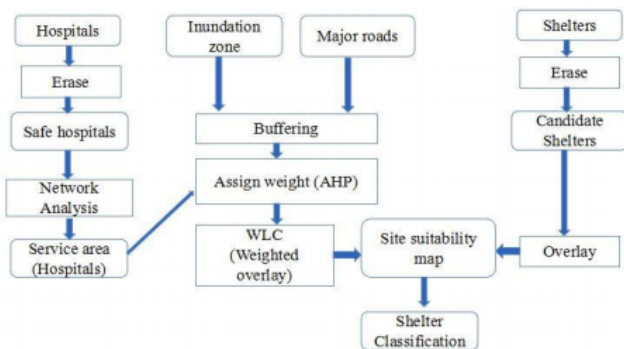 Hospitals
Erase
Safe hospitals
Network
Analysis
Service area
(Hospitals)
Inundation
zone
Major roads
Buffering
Assign weight (AHP)
WLC
(Weighted
overlay)
Site suitability
map
Shelter
Classification
Shelters
Erase
Candidate
Shelters
Overlay